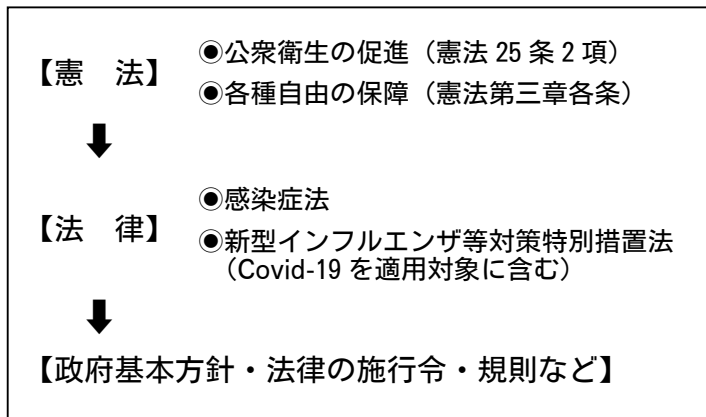 ◉公衆衛生の促進（憲法 25 条 2 項）
【憲　法】
◉各種自由の保障（憲法第三章各条）
◉感染症法
【法　律】
◉新型インフルエンザ等対策特別措置法
（Covid-19 を適用対象に含む）
【政府基本方針・法律の施行令・規則など】